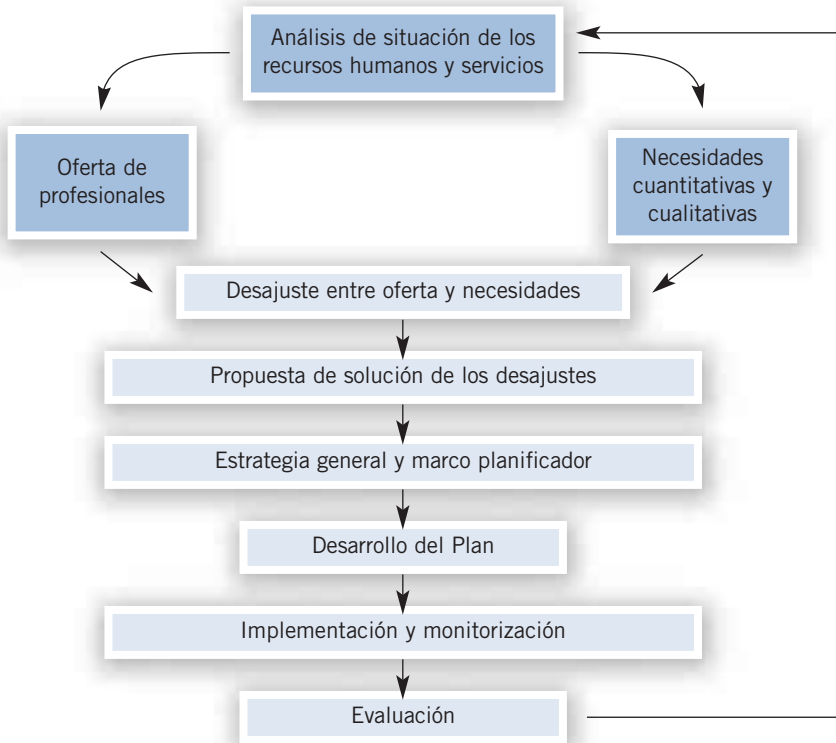 Análisis de situación de los
recursos humanos y servicios
Oferta de
profesionales
Necesidades
cuantitativas y
cualitativas
Desajuste entre oferta y necesidades
Propuesta de solución de los desajustes
Estrategia general y marco planificador
Desarrollo del Plan
Implementación y monitorización
Evaluación